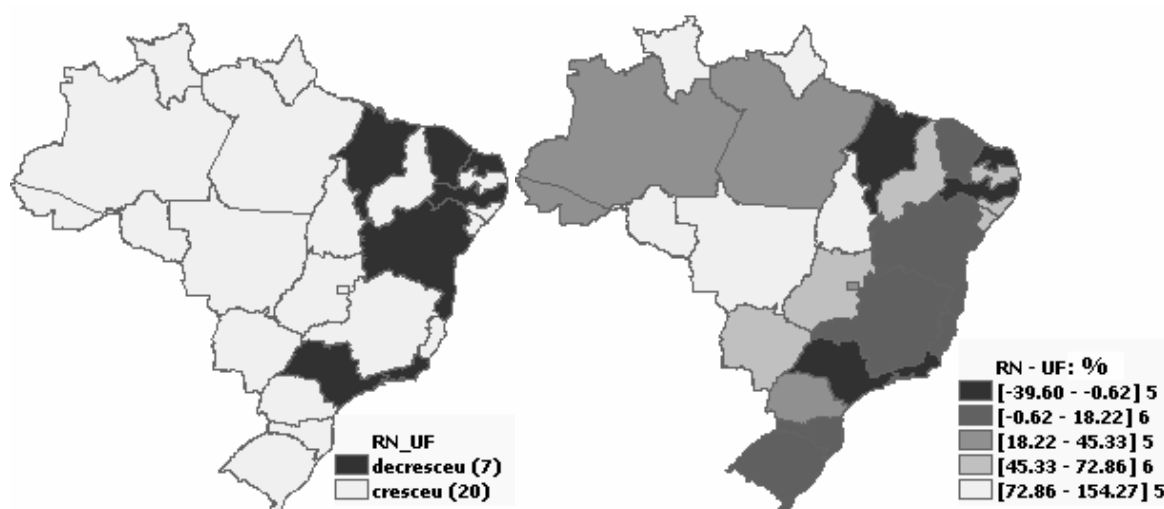 RN_UF
decresceu (7)
cresceu (20)
RN - UF: %
[-39.60 - -0.62] 5
[-0.62 - 18.22] 6
[18.22 - 45.33] 5
[45.33 - 72.86] 6
[72.86 - 154.27] 5